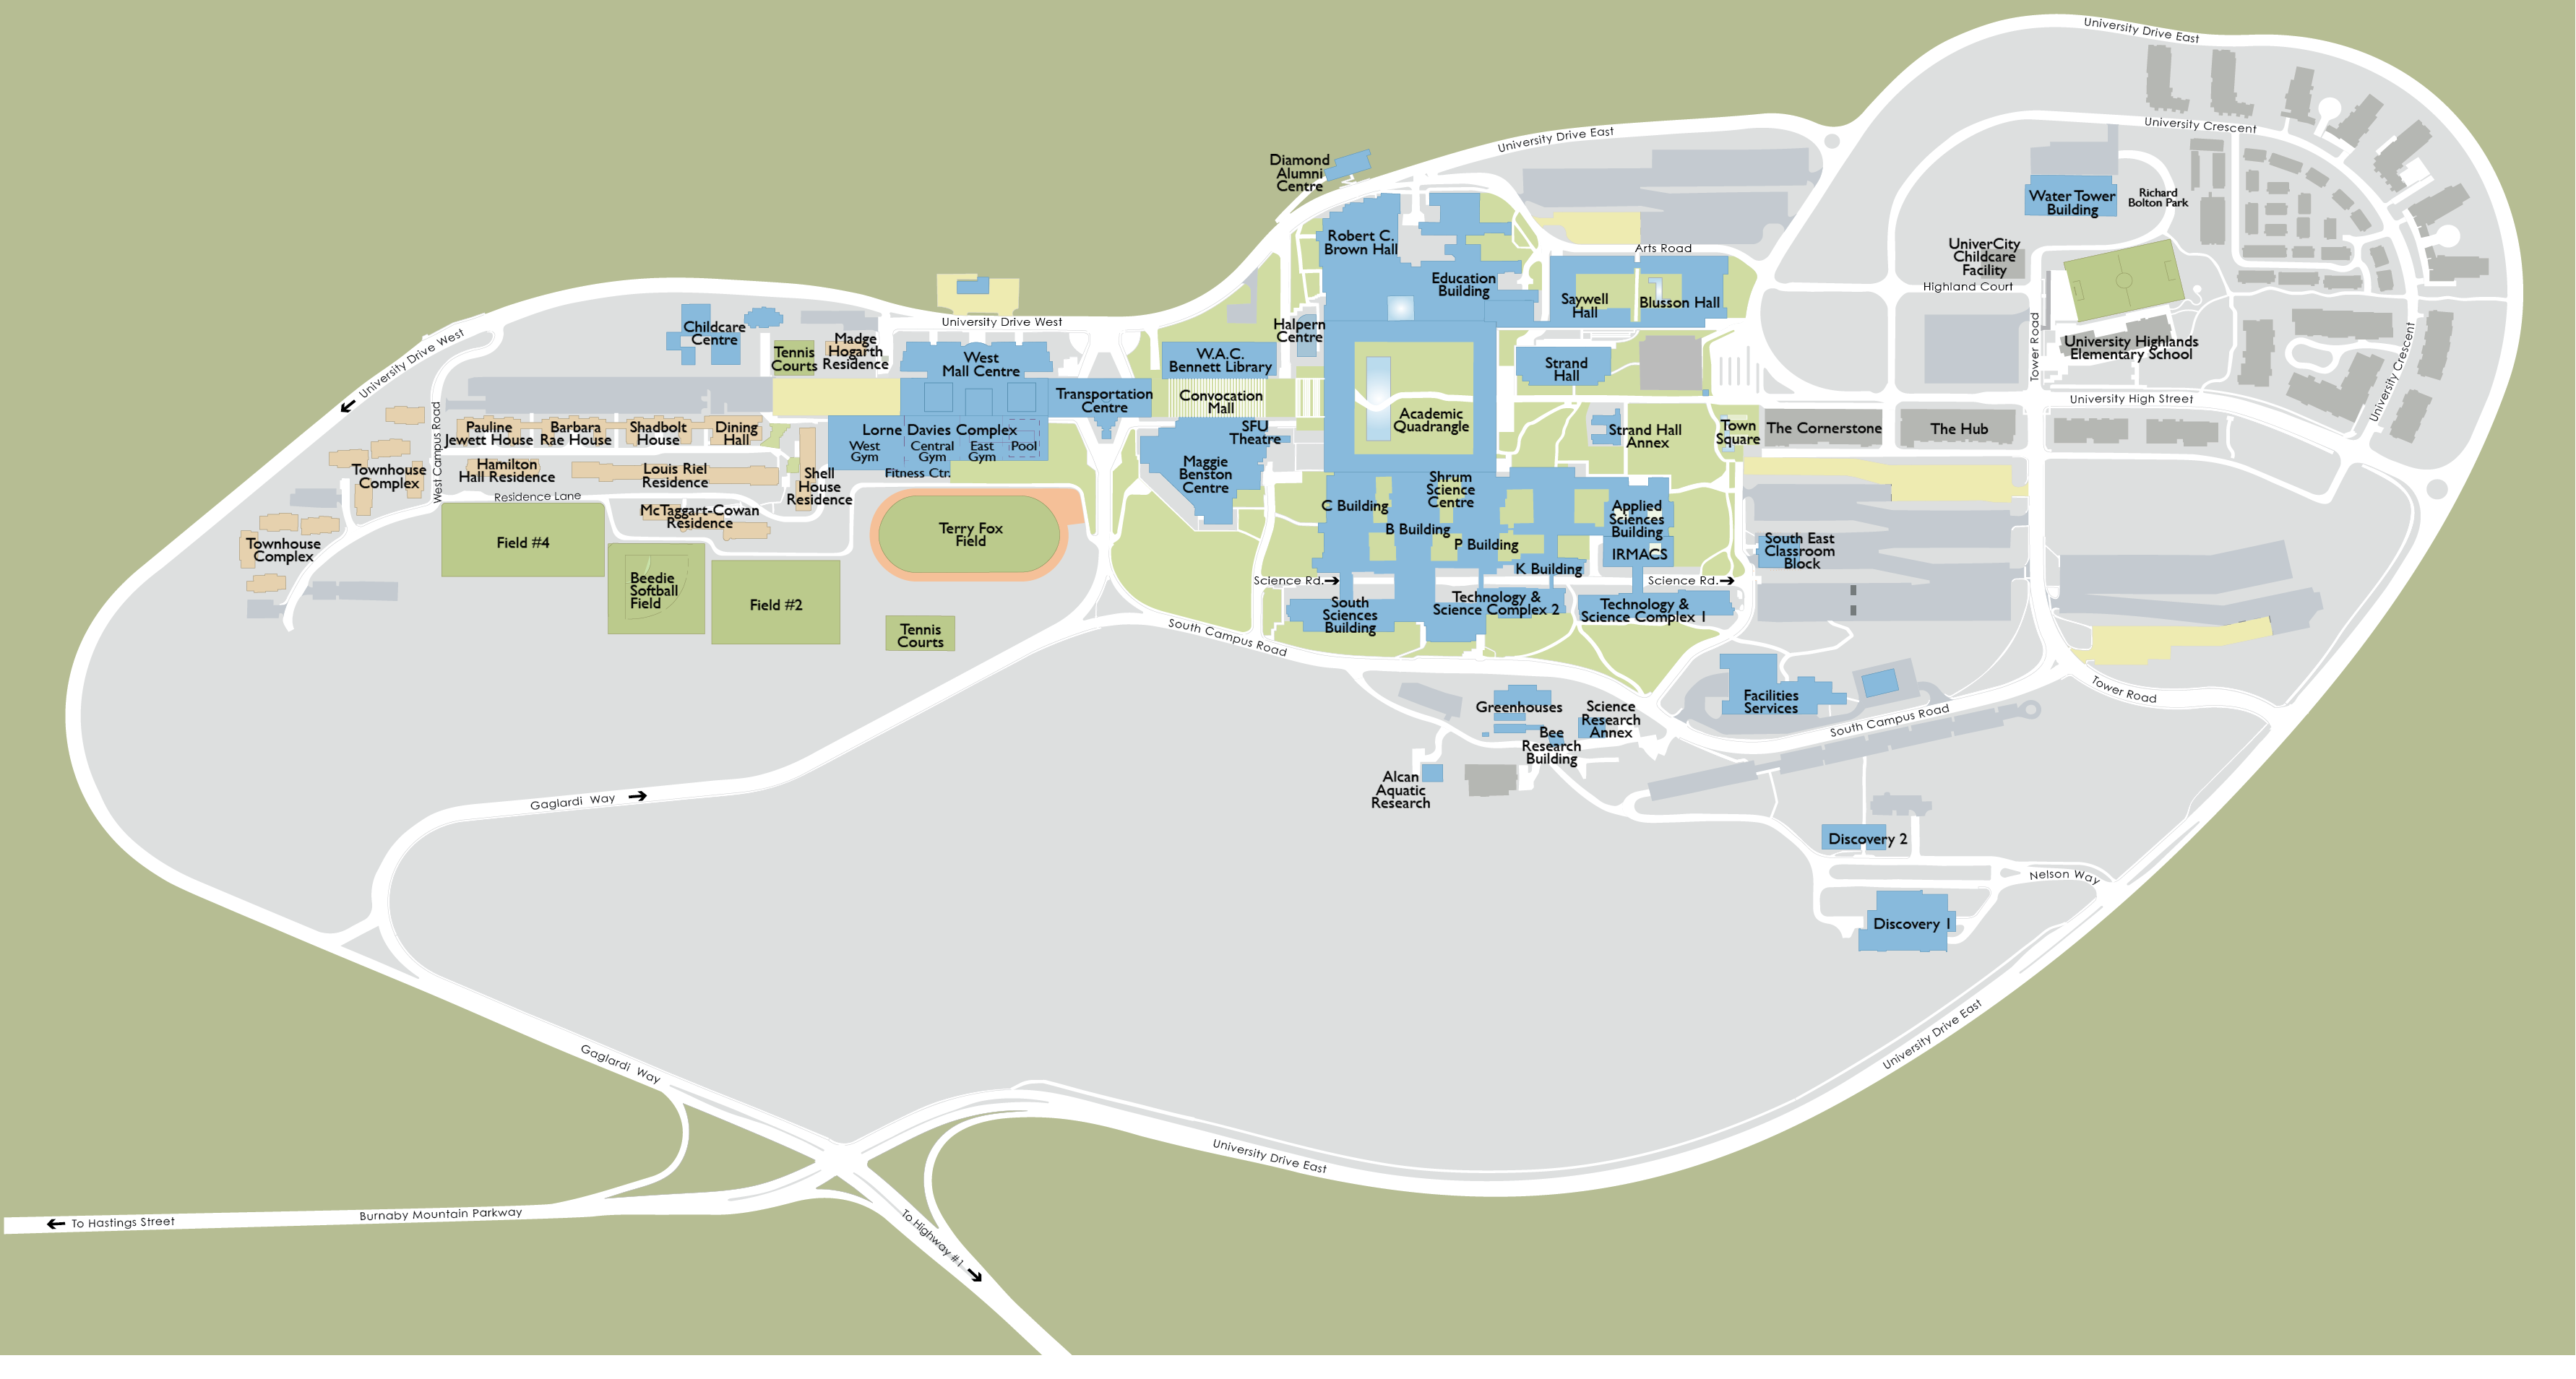 University Drive East
University Crescent
University Drive East
Diamond
Alumni
Centre
Water Tower
Building
Richard
Bolton Park
Robert C.
Brown Hall
Arts Road
UniverCity
Childcare
Facility
Education
Building
Highland Court
Saywell
Hall
Blusson Hall
University Drive West
Childcare
Centre
Halpern
Centre
Madge
Hogarth
Residence
Tennis
Courts
West
Mall Centre
W.A.C.
Bennett Library
Strand
Hall
Tower Road
University Highlands
Elementary School
University Crescent
University Drive West
Transportation
Centre
Convocation
Mall
Academic
Quadrangle
University High Street
West Campus Road
Pauline
Jewett House
Barbara
Rae House
Shadbolt
House
Dining
Hall
Lorne Davies Complex
West
Gym
Central
Gym
East
Gym
Pool
Fitness Ctr.
SFU
Theatre
Strand Hall
Annex
Town
Square
The Cornerstone
The Hub
Townhouse
Complex
Hamilton
Hall Residence
Louis Riel
Residence
Shell
House
Residence
Maggie
Benston
Centre
Shrum
Science
Centre
Residence Lane
McTaggart-Cowan
Residence
C Building
B Building
P Building
K Building
Applied
Sciences
Building
IRMACS
South East
Classroom
Block
Townhouse
Complex
Field #4
Beedie
Softball
Field
Field #2
Terry Fox
Field
Tennis
Courts
Science Rd.
Science Rd.
South
Sciences
Building
Technology &
Science Complex 2
Technology &
Science Complex 1
South Campus Road
Facilities
Services
Tower Road
South Campus Road
Greenhouses
Science
Research
Annex
Bee
Research
Building
Alcan
Aquatic
Research
Gaglardi Way
Discovery 2
Nelson Way
Discovery 1
University Drive East
Gaglardi Way
University Drive East
To Hastings Street
Burnaby Mountain Parkway
To Highway #1